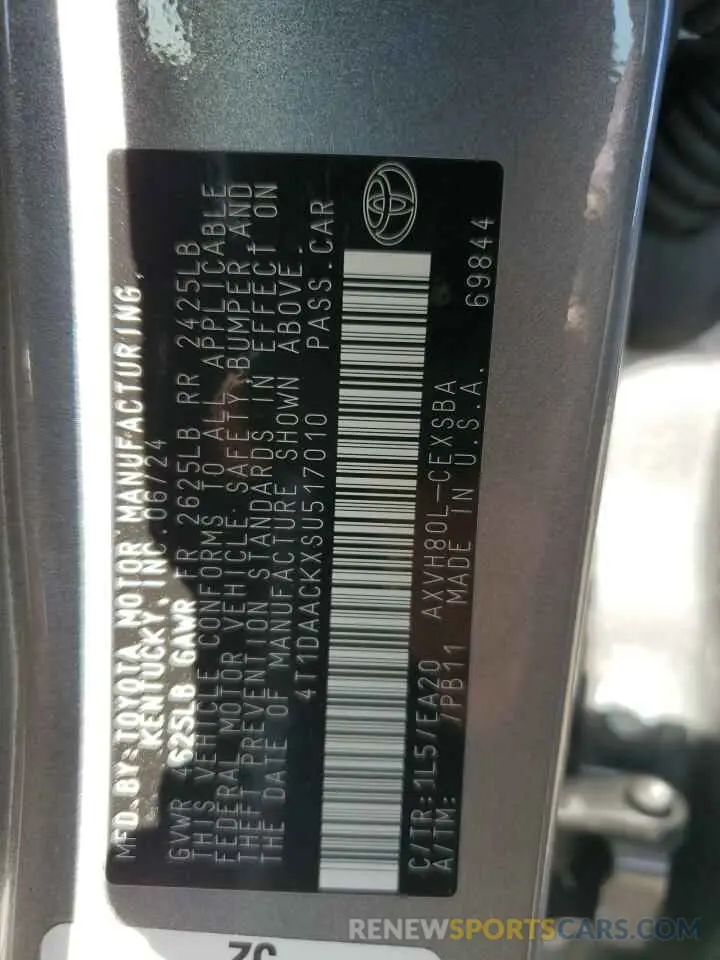 MFD.BY:TOYOTA MOTOR MANUFACTURING,
KENTUCKY,INC.06/24
GVWR 4625LB GAWR FR 2625LB RR 2425LB
THIS VEHICLE CONFORMS TO ALL APPLICABLE
FEDERAL MOTOR VEHICLE SAFETY,BUMPER,AND
THEFT PREVENTION STANDARDS IN EFFECT ON
THE DATE OF MANUFACTURE SHOWN ABOVE.
4T1DAACKXSU517010 PASS.CAR
C/TR:1L5/EA20 AXVH80L-CEXSBA
A/TM: /PB11 MADE IN U.S.A. 69844
RENEWSPORTSCARS.COM